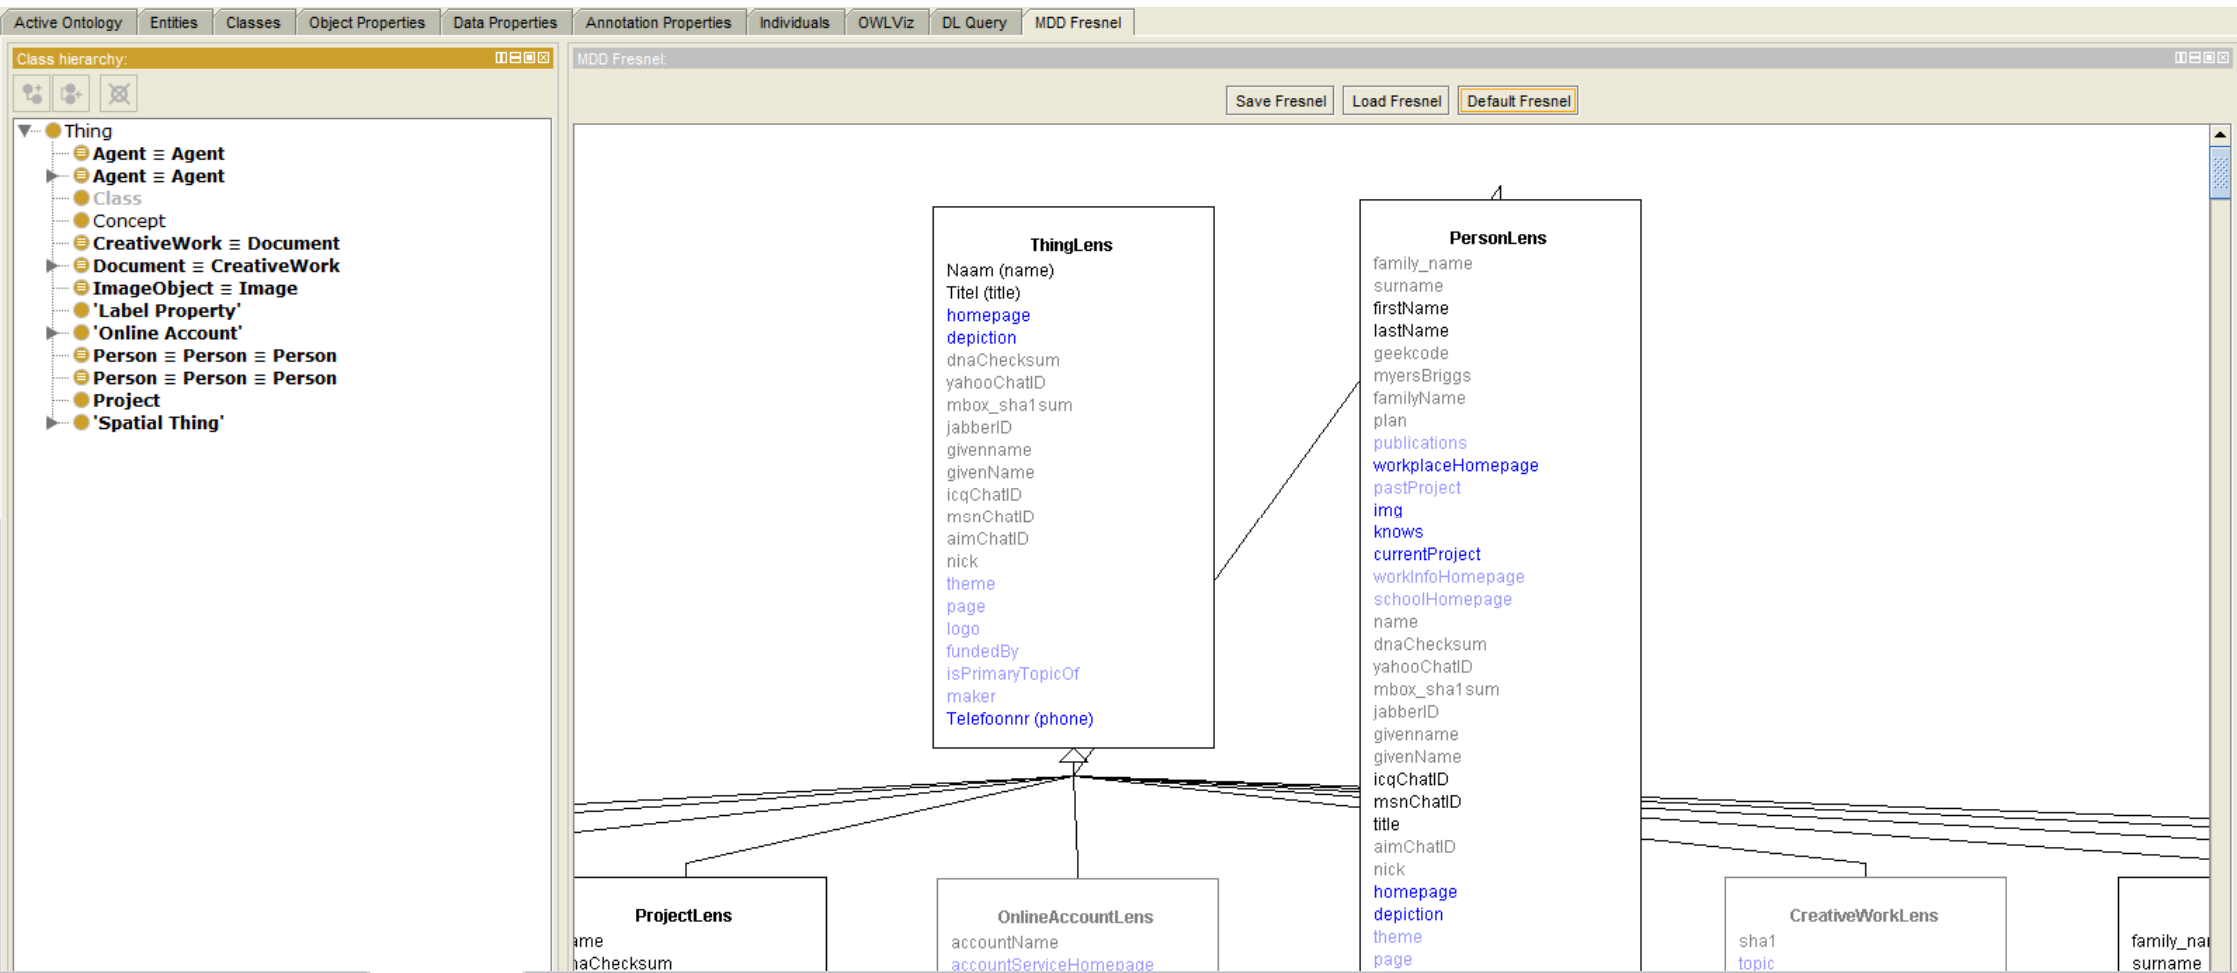 Active Ontology Entities Classes Object Properties Data Properties Annotation Properties Individuals OWLViz DL Query MDD Fresnel
Class hierarchy:
Thing
Agent ≡ Agent
Agent ≡ Agent
Class
Concept
CreativeWork ≡ Document
Document ≡ CreativeWork
ImageObject ≡ Image
'Label Property'
'Online Account'
Person ≡ Person ≡ Person
Person ≡ Person ≡ Person
Project
'Spatial Thing'
MDD Fresnel:
Save Fresnel Load Fresnel Default Fresnel
ThingLens
Naam (name)
Titel (title)
homepage
depiction
dnaChecksum
yahooChatID
mbox_sha1sum
jabberID
givenname
givenName
icqChatID
msnChatID
aimChatID
nick
theme
page
logo
fundedBy
isPrimaryTopicOf
maker
Telefoonnr (phone)
PersonLens
family_name
surname
firstName
lastName
geekcode
myersBriggs
familyName
plan
publications
workplaceHomepage
pastProject
img
knows
currentProject
workInfoHomepage
schoolHomepage
name
dnaChecksum
yahooChatID
mbox_sha1sum
jabberID
givenname
givenName
icqChatID
msnChatID
title
aimChatID
nick
homepage
depiction
theme
page
ProjectLens
ame
naChecksum
OnlineAccountLens
accountName
accountServiceHomepage
CreativeWorkLens
sha1
topic
family_nar
surname